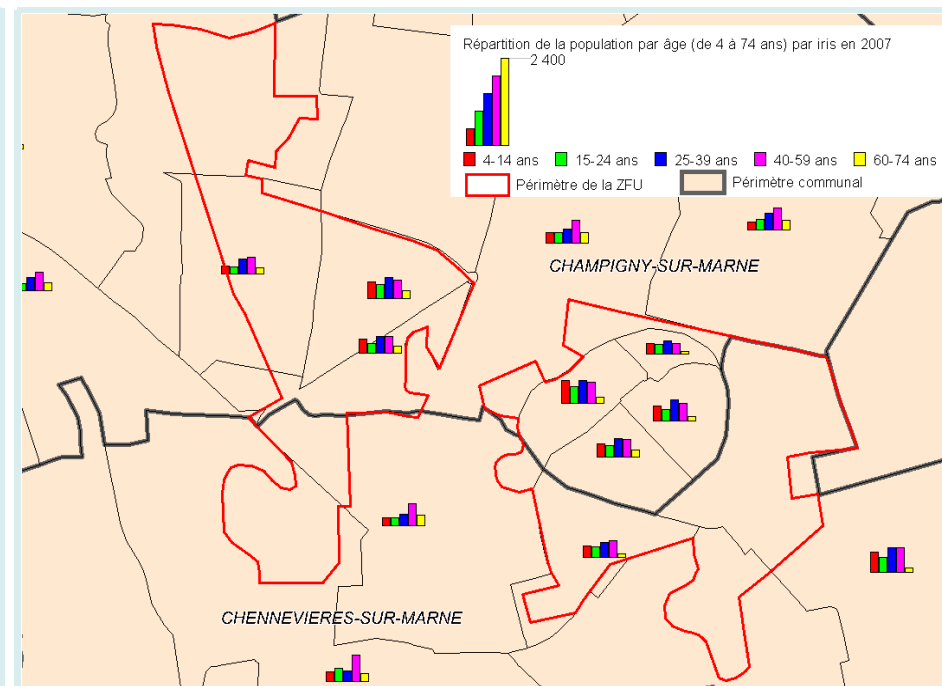 Répartition de la population par âge (de 4 à 74 ans) par iris en 2007
2 400
4-14 ans 15-24 ans 25-39 ans 40-59 ans 60-74 ans
Périmètre de la ZFU Périmètre communal
CHAMPIGNY-SUR-MARNE
CHENNEVIERES-SUR-MARNE